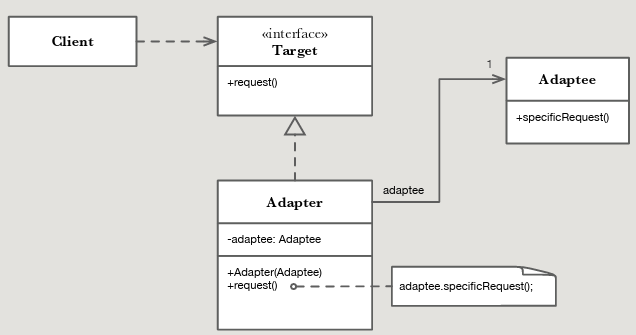 Client
«interface»
Target
+request()
1
Adaptee
+specificRequest()
Adapter
adaptee
-adaptee: Adaptee
+Adapter(Adaptee)
+request()
adaptee.specificRequest();